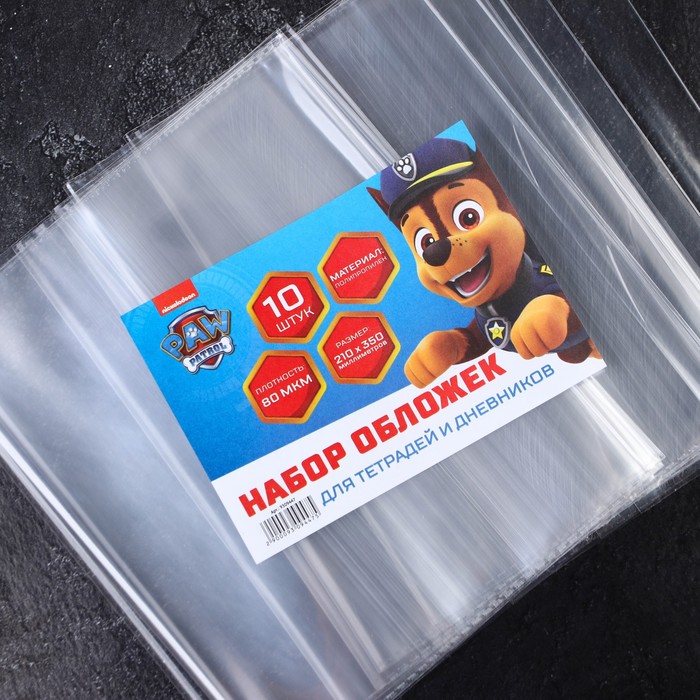 nickelodeon
PAW
PATROL
10
ШТУК
МАТЕРИАЛ:
ПОЛИПРОПИЛЕН
ПЛОТНОСТЬ:
80 МКМ
РАЗМЕР:
210 х 350
МИЛЛИМЕТРОВ
НАБОР ОБЛОЖЕК
ДЛЯ ТЕТРАДЕЙ И ДНЕВНИКОВ